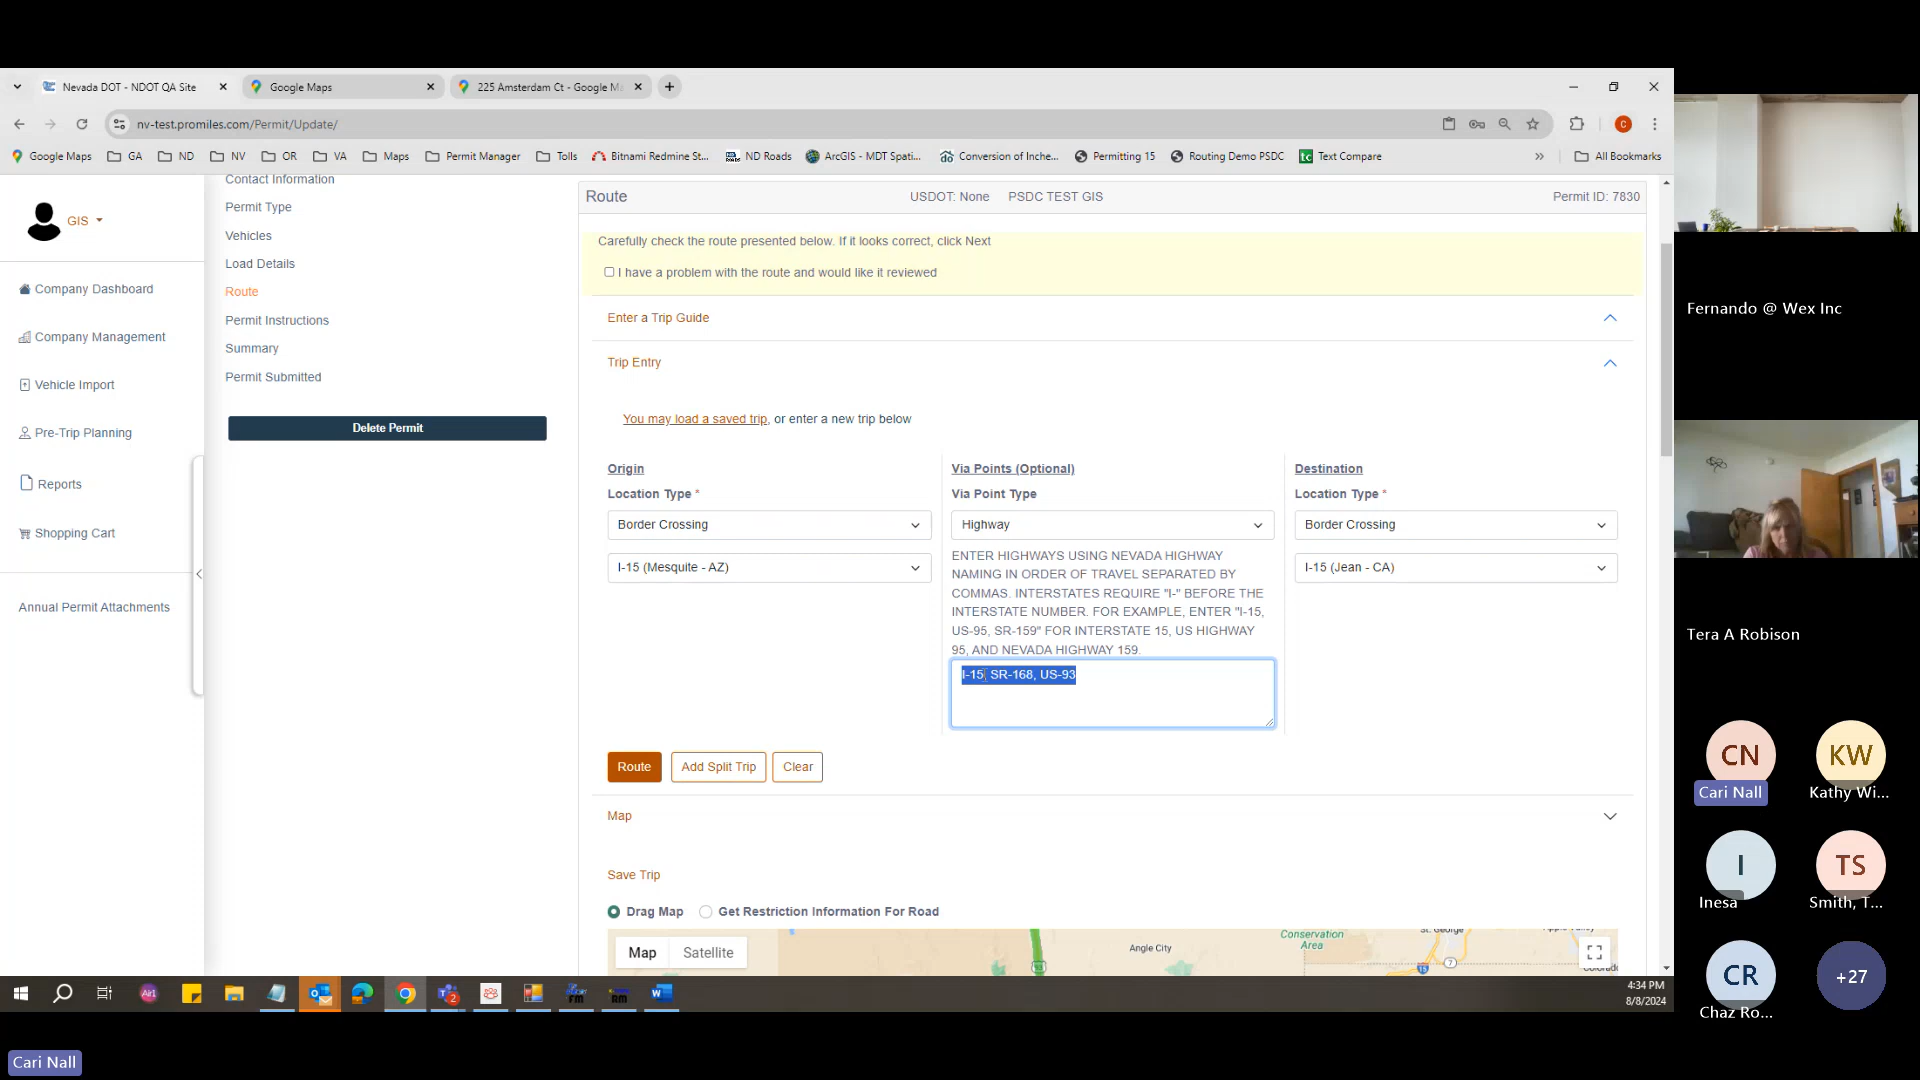 Nevada DOT - NDOT QA Site
Google Maps
225 Amsterdam Ct - Google M
nv-test.promiles.com/Permit/Update/
C
Google Maps
GA
ND
NV
OR
VA
Maps
Permit Manager
Tolls
Bitnami Redmine St...
ND Roads
ArcGIS - MDT Spati...
Conversion of Inche...
Permitting 15
Routing Demo PSDC
tc Text Compare
»
All Bookmarks
GIS
Company Dashboard
Company Management
Vehicle Import
Pre-Trip Planning
Reports
Shopping Cart
Annual Permit Attachments
Contact Information
Permit Type
Vehicles
Load Details
Route
Permit Instructions
Summary
Permit Submitted
Delete Permit
Route
USDOT: None
PSDC TEST GIS
Permit ID: 7830
Carefully check the route presented below. If it looks correct, click Next
I have a problem with the route and would like it reviewed
Enter a Trip Guide
Trip Entry
You may load a saved trip, or enter a new trip below
Origin
Location Type *
Border Crossing
I-15 (Mesquite - AZ)
Via Points (Optional)
Via Point Type
Highway
ENTER HIGHWAYS USING NEVADA HIGHWAY
NAMING IN ORDER OF TRAVEL SEPARATED BY
COMMAS. INTERSTATES REQUIRE "I-" BEFORE THE
INTERSTATE NUMBER. FOR EXAMPLE, ENTER "I-15,
US-95, SR-159" FOR INTERSTATE 15, US HIGHWAY
95, AND NEVADA HIGHWAY 159.
I-15, SR-168, US-93
Destination
Location Type *
Border Crossing
I-15 (Jean - CA)
Route
Add Split Trip
Clear
Map
Save Trip
Drag Map
Get Restriction Information For Road
Map
Satellite
93
Angle City
Conservation
Area
St. George
15
7
4:34 PM
8/8/2024
Cari Nall
Fernando @ Wex Inc
Tera A Robison
CN
Cari Nall
KW
Kathy Wi...
I
Inesa
TS
Smith, T...
CR
Chaz Ro...
+27